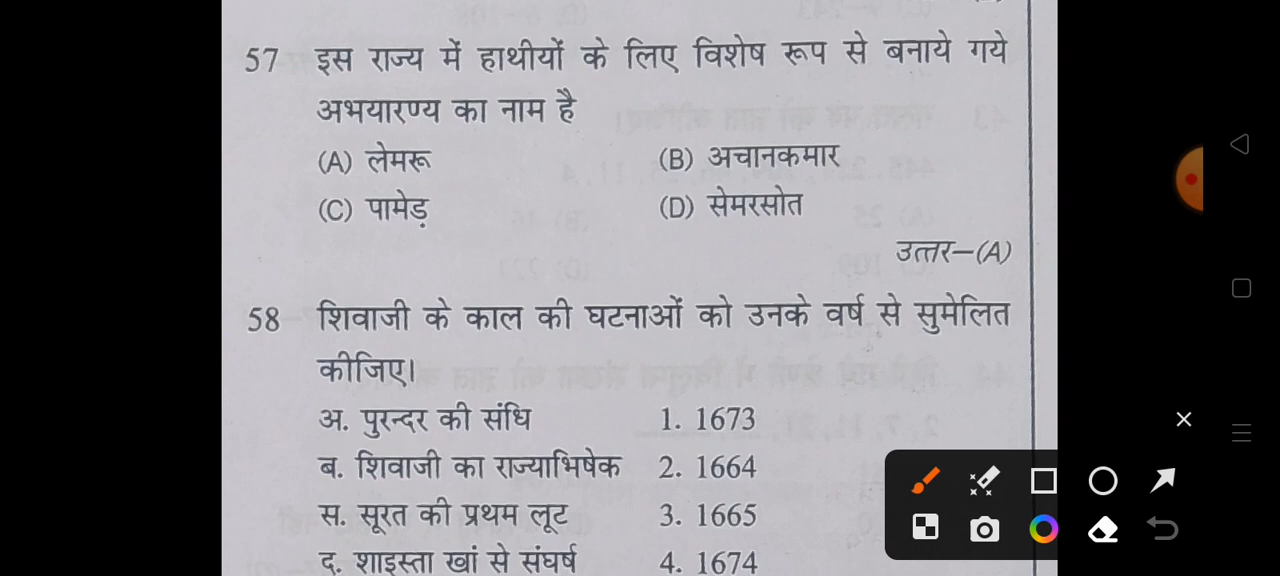 57 इस राज्य में हाथीयों के लिए विशेष रूप से बनाये गये
अभयारण्य का नाम है
(A) लेमरू (B) अचानकमार
(C) पामेड़ (D) सेमरसोत
उत्तर–(A)
58 शिवाजी के काल की घटनाओं को उनके वर्ष से सुमेलित
कीजिए।
अ. पुरन्दर की संधि 1. 1673
ब. शिवाजी का राज्याभिषेक 2. 1664
स. सूरत की प्रथम लूट 3. 1665
द. शाइस्ता खां से संघर्ष 4. 1674